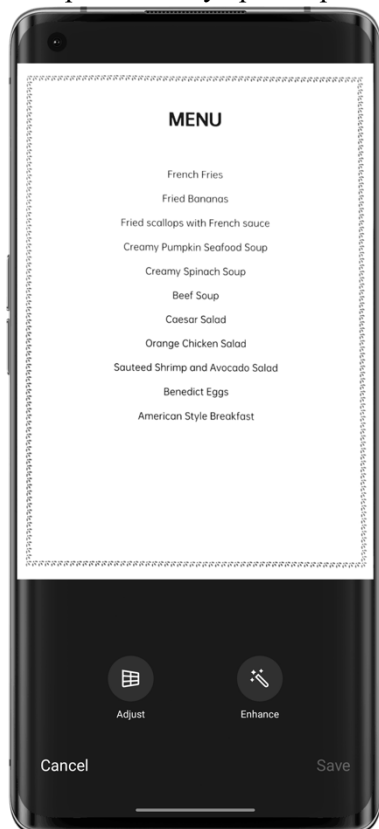 MENU
French Fries
Fried Bananas
Fried scallops with French sauce
Creamy Pumpkin Seafood Soup
Creamy Spinach Soup
Beef Soup
Caesar Salad
Orange Chicken Salad
Sauteed Shrimp and Avocado Salad
Benedict Eggs
American Style Breakfast
Adjust
Enhance
Cancel
Save